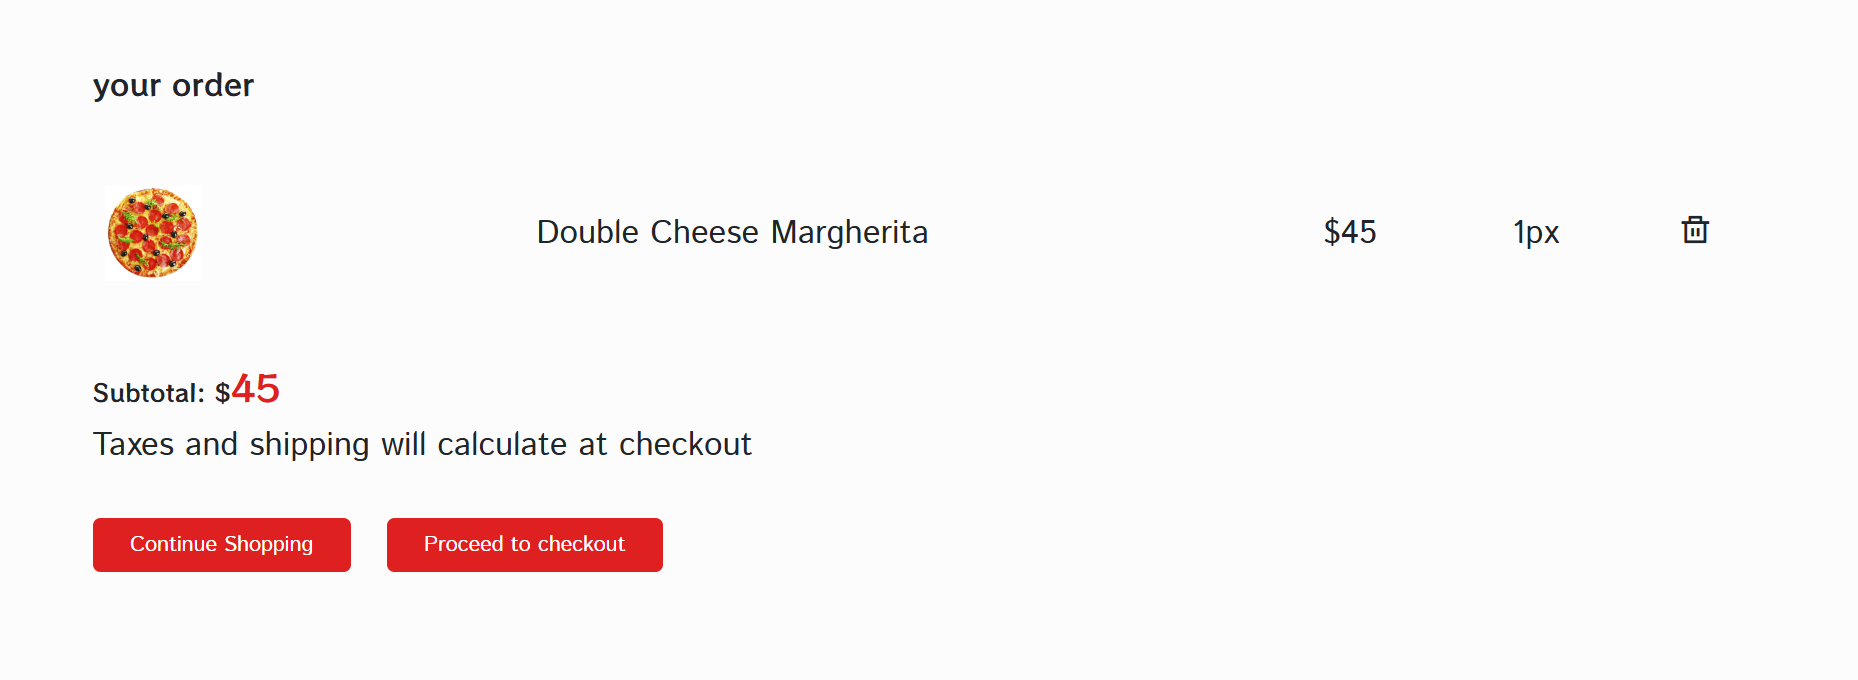 your order
Double Cheese Margherita $45 1px
Subtotal: $45
Taxes and shipping will calculate at checkout
Continue Shopping Proceed to checkout